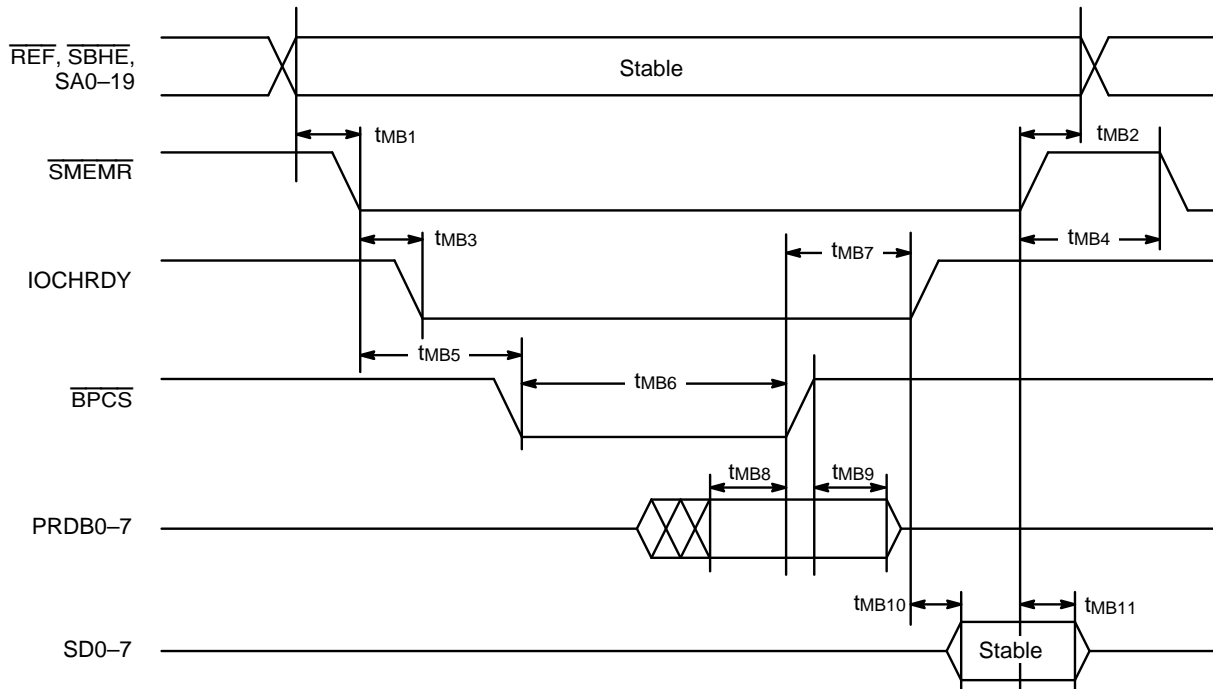 REF, SBHE,
SA0–19
Stable
tMB1
tMB2
SMEMR
tMB3
tMB4
tMB7
IOCHRDY
tMB5
tMB6
BPCS
tMB8
tMB9
PRDB0–7
tMB10
tMB11
SD0–7
Stable